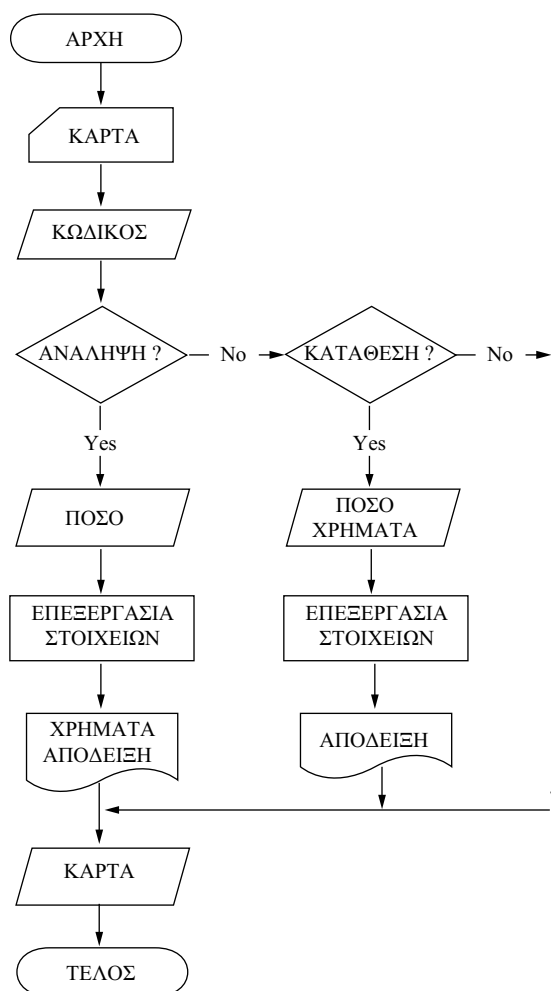 ΑΡΧΗ
ΚΑΡΤΑ
ΚΩΔΙΚΟΣ
ΑΝΑΛΗΨΗ ?
No
ΚΑΤΑΘΕΣΗ ?
No
Yes
Yes
ΠΟΣΟ
ΠΟΣΟ
ΧΡΗΜΑΤΑ
ΕΠΕΞΕΡΓΑΣΙΑ
ΣΤΟΙΧΕΙΩΝ
ΕΠΕΞΕΡΓΑΣΙΑ
ΣΤΟΙΧΕΙΩΝ
ΧΡΗΜΑΤΑ
ΑΠΟΔΕΙΞΗ
ΑΠΟΔΕΙΞΗ
ΚΑΡΤΑ
ΤΕΛΟΣ